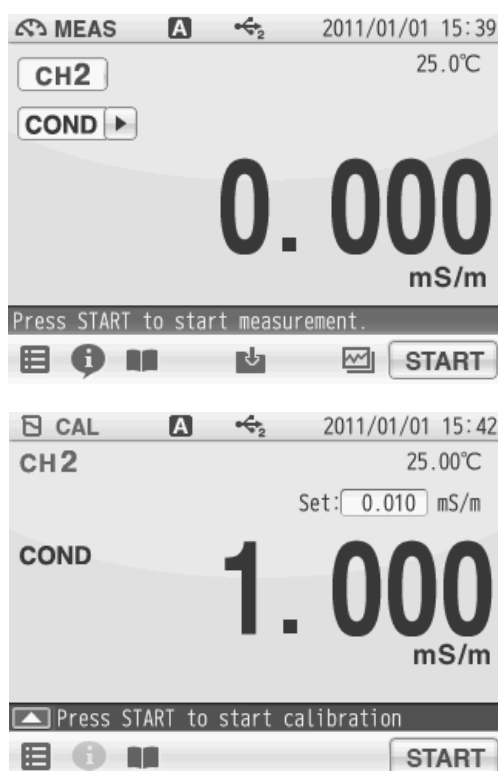 MEAS A 2 2011/01/01 15:39
25.0℃
CH2
COND
0.000
mS/m
Press START to start measurement.
START
CAL A 2 2011/01/01 15:42
CH2 25.00℃
Set: 0.010 mS/m
COND
1.000
mS/m
Press START to start calibration
START